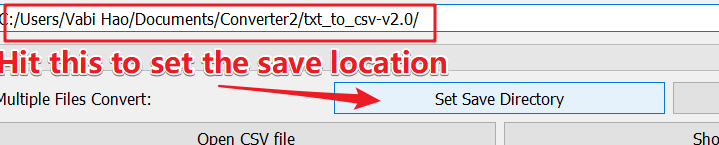 C:/Users/Vabi Hao/Documents/Converter2/txt_to_csv-v2.0/
Hit this to set the save location
Multiple Files Convert:
Set Save Directory
Open CSV file
Sho